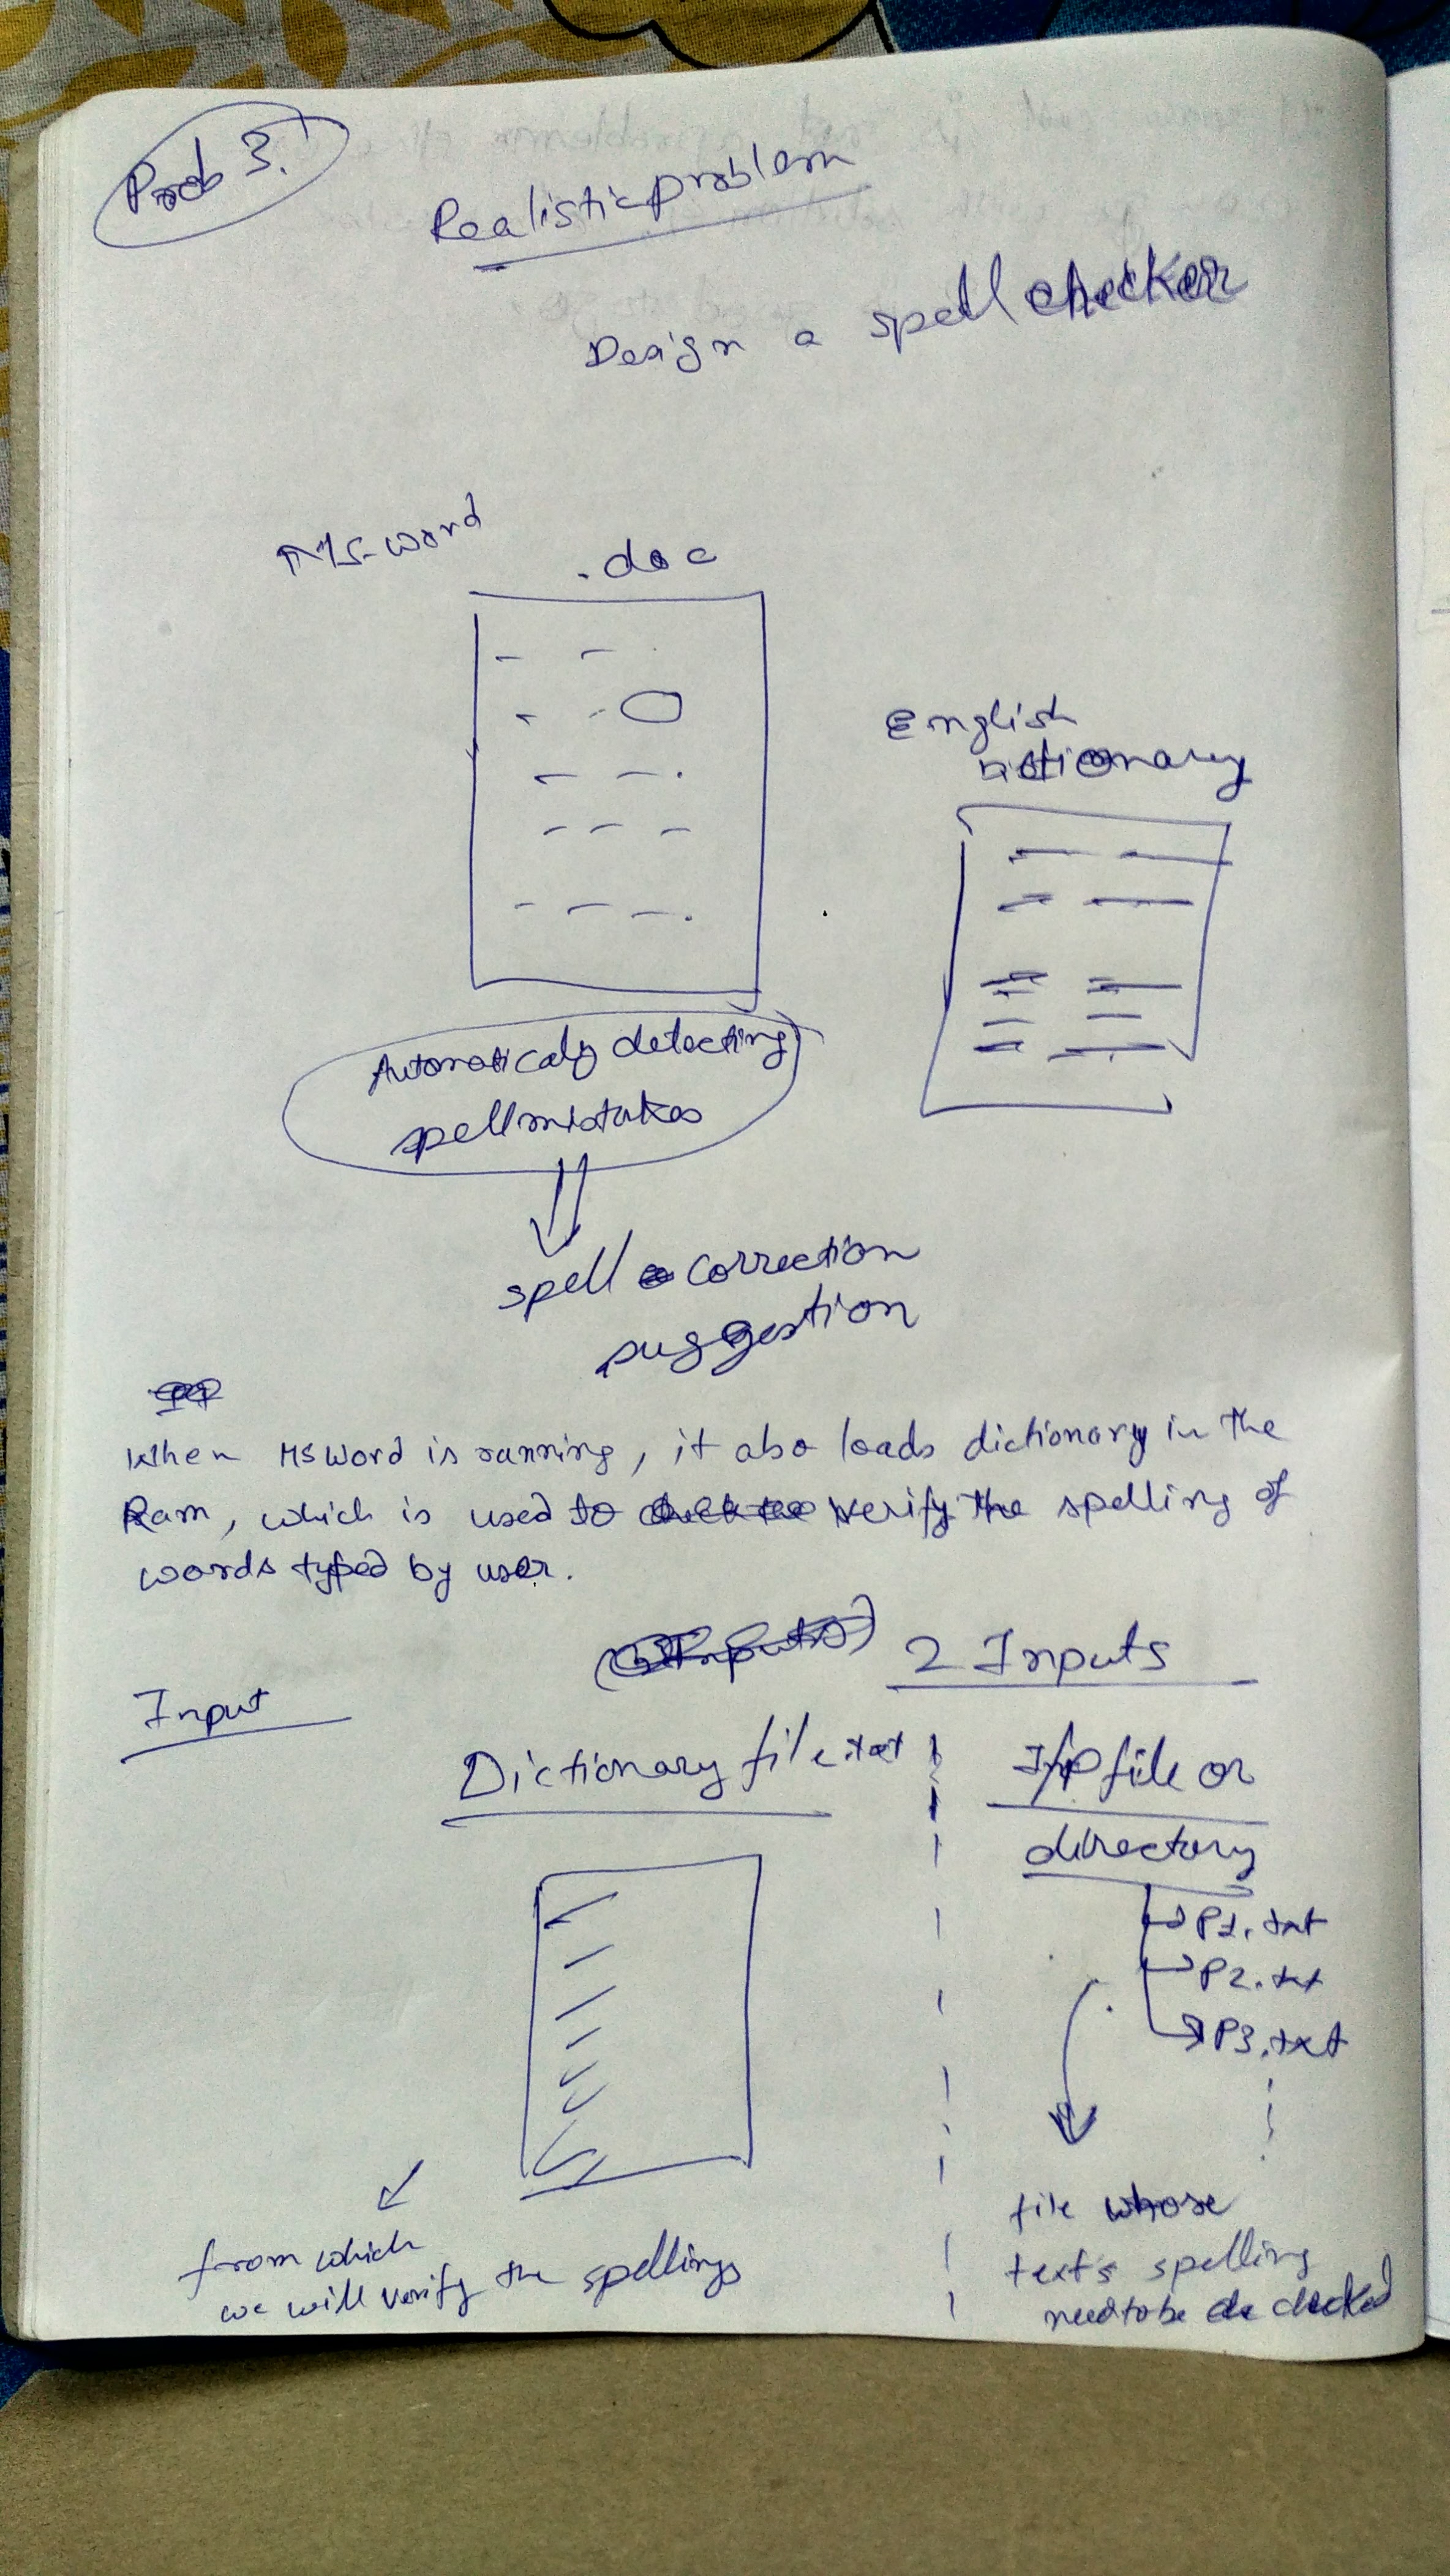 Prob 3.
Realistic problem
Design a spell checker
MS-word
.doc
English
dictionary
Automaticaly detecting
spell mistakes
spell correction
suggestion
When MS Word is running, it also loads dictionary in the
Ram, which is used to verify the spelling of
words typed by user.
2 Inputs
Input
Dictionary file.txt
I/P file or
directory
P1.txt
P2.txt
P3.txt
from which
we will verify the spellings
file whose
text's spelling
need to be checked